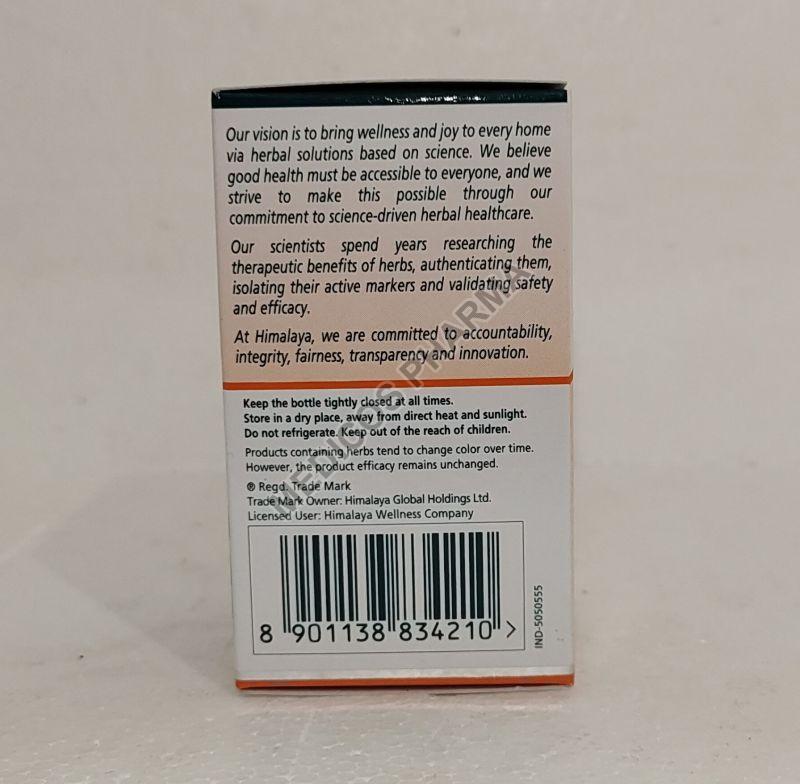 Our vision is to bring wellness and joy to every home
via herbal solutions based on science. We believe
good health must be accessible to everyone, and we
strive to make this possible through our
commitment to science-driven herbal healthcare.
Our scientists spend years researching the
therapeutic benefits of herbs, authenticating them,
isolating their active markers and validating safety
and efficacy.
At Himalaya, we are committed to accountability,
integrity, fairness, transparency and innovation.
Keep the bottle tightly closed at all times.
Store in a dry place, away from direct heat and sunlight.
Do not refrigerate. Keep out of the reach of children.
Products containing herbs tend to change color over time.
However, the product efficacy remains unchanged.
® Regd. Trade Mark
Trade Mark Owner: Himalaya Global Holdings Ltd.
Licensed User: Himalaya Wellness Company
8 901138 834210 >
IND-5050555
MEDICOS PHARMA